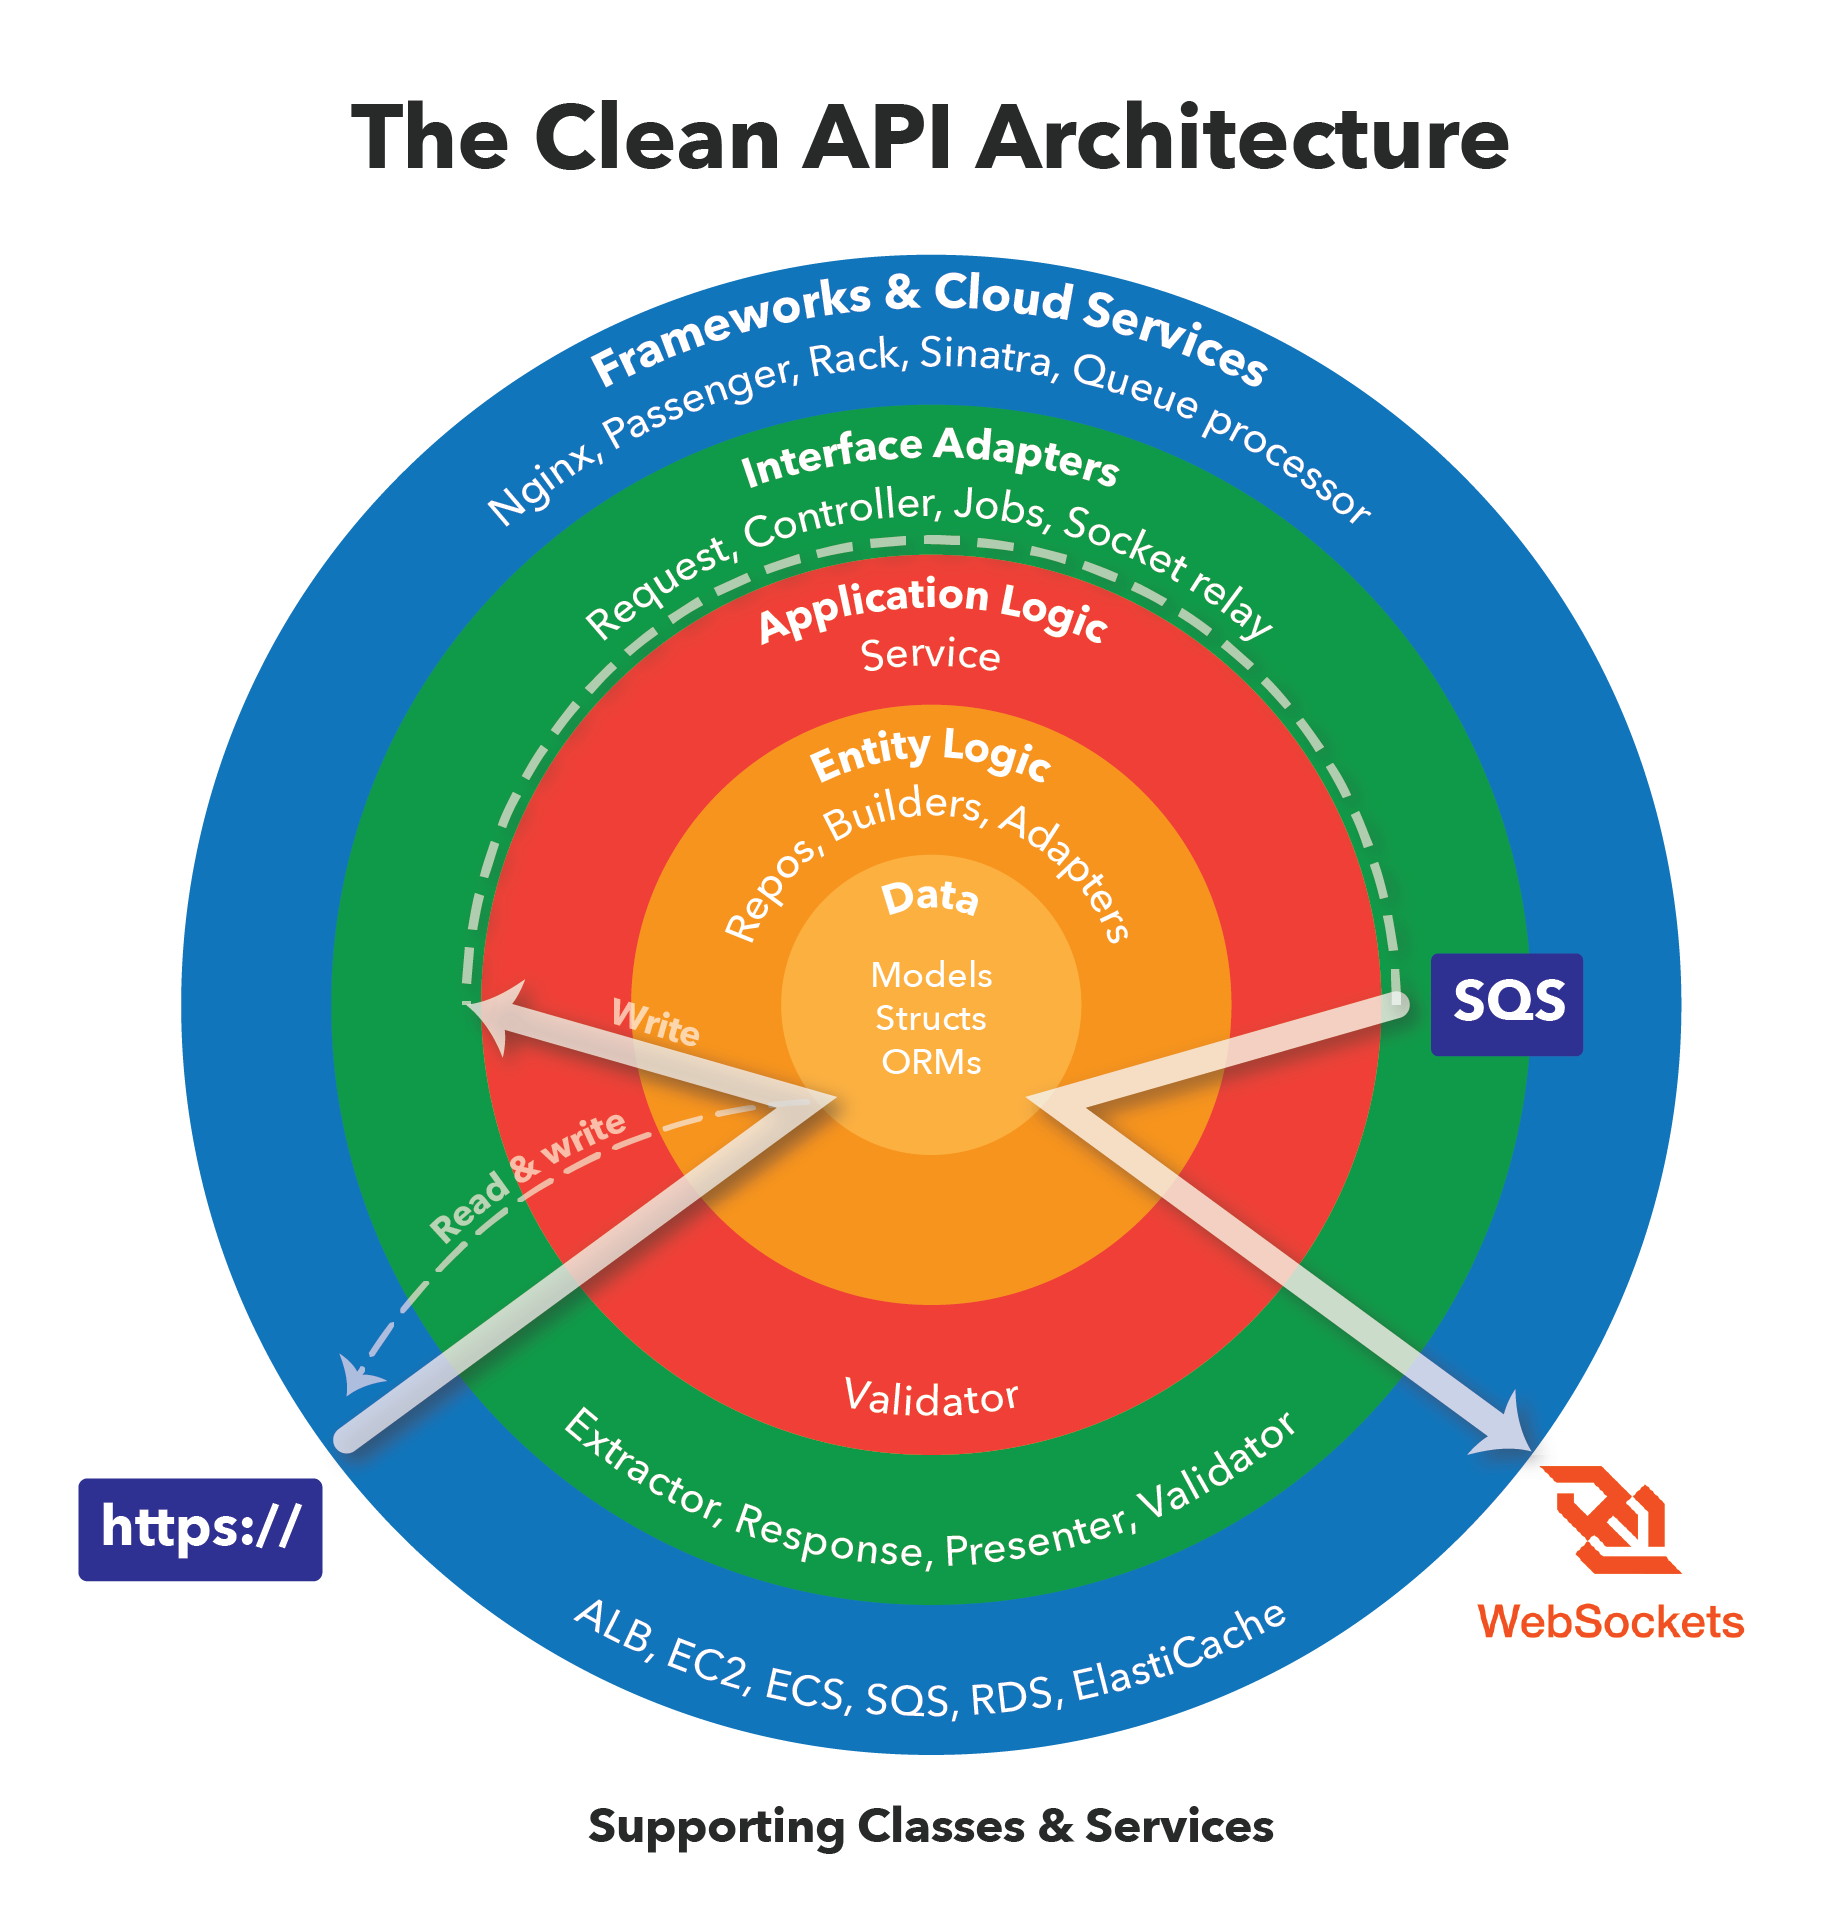 The Clean API Architecture
Frameworks & Cloud Services
Nginx, Passenger, Rack, Sinatra, Queue processor
Interface Adapters
Request, Controller, Jobs, Socket relay
Application Logic
Service
Entity Logic
Repos, Builders, Adapters
Data
Models
Structs
ORMs
SQS
Write
Read & write
Validator
Extractor, Response, Presenter, Validator
https://
WebSockets
ALB, EC2, ECS, SQS, RDS, ElastiCache
Supporting Classes & Services